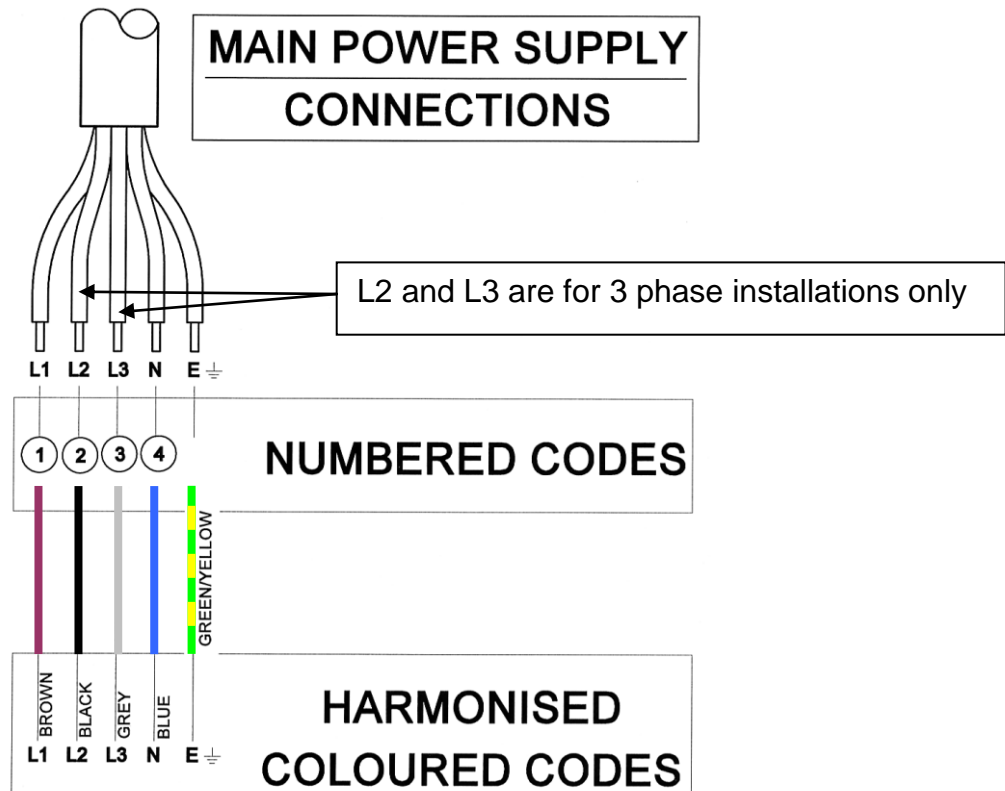 MAIN POWER SUPPLY
CONNECTIONS
L2 and L3 are for 3 phase installations only
L1 L2 L3 N E
1 2 3 4
NUMBERED CODES
GREEN/YELLOW
BROWN
BLACK
GREY
BLUE
L1 L2 L3 N E
HARMONISED
COLOURED CODES